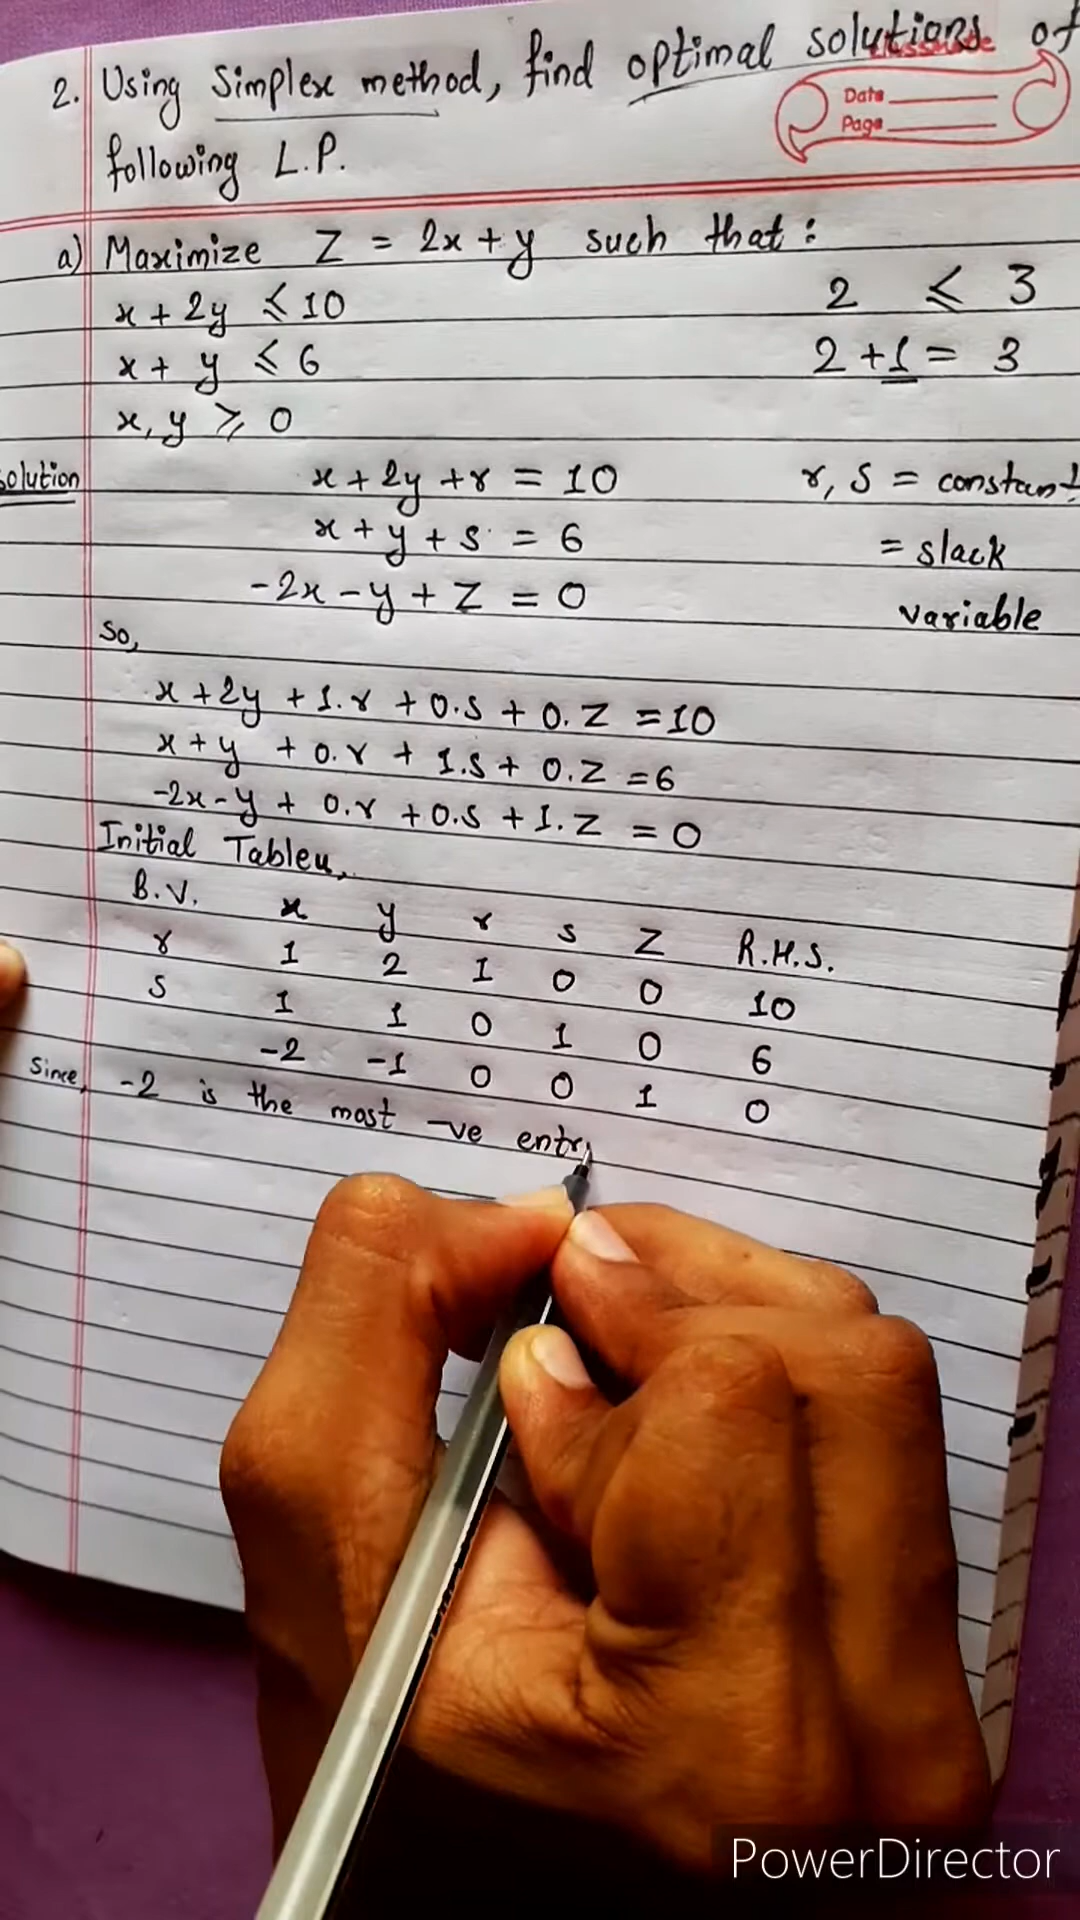 2. Using Simplex method, find optimal solutions of
following L.P.
classmate
Date
Page
a) Maximize Z = 2x + y such that :
x + 2y ⩽ 10
x + y ⩽ 6
x, y ⩾ 0
2 ⩽ 3
2 + 1 = 3
solution
x + 2y + r = 10
x + y + s = 6
-2x - y + Z = 0
r, s = constant
= slack
variable
So,
x + 2y + 1.r + 0.s + 0.Z = 10
x + y + 0.r + 1.s + 0.Z = 6
-2x - y + 0.r + 0.s + 1.Z = 0
Initial Tableu,
B.V. x y r s Z R.H.S.
r 1 2 1 0 0 10
s 1 1 0 1 0 6
-2 -1 0 0 1 0
Since, -2 is the most -ve entry
PowerDirector